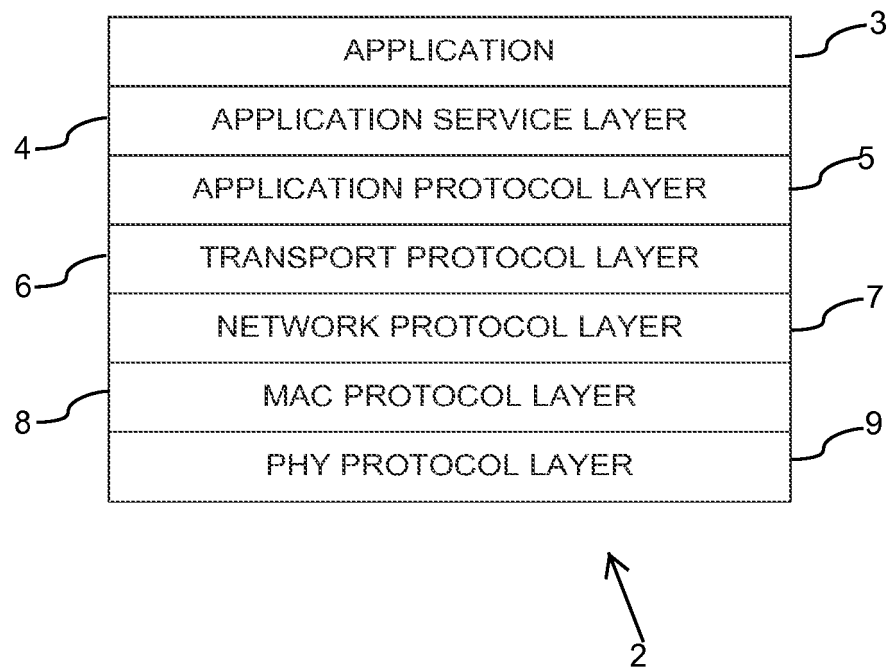 APPLICATION
3
4
APPLICATION SERVICE LAYER
APPLICATION PROTOCOL LAYER
5
6
TRANSPORT PROTOCOL LAYER
NETWORK PROTOCOL LAYER
7
8
MAC PROTOCOL LAYER
PHY PROTOCOL LAYER
9
2